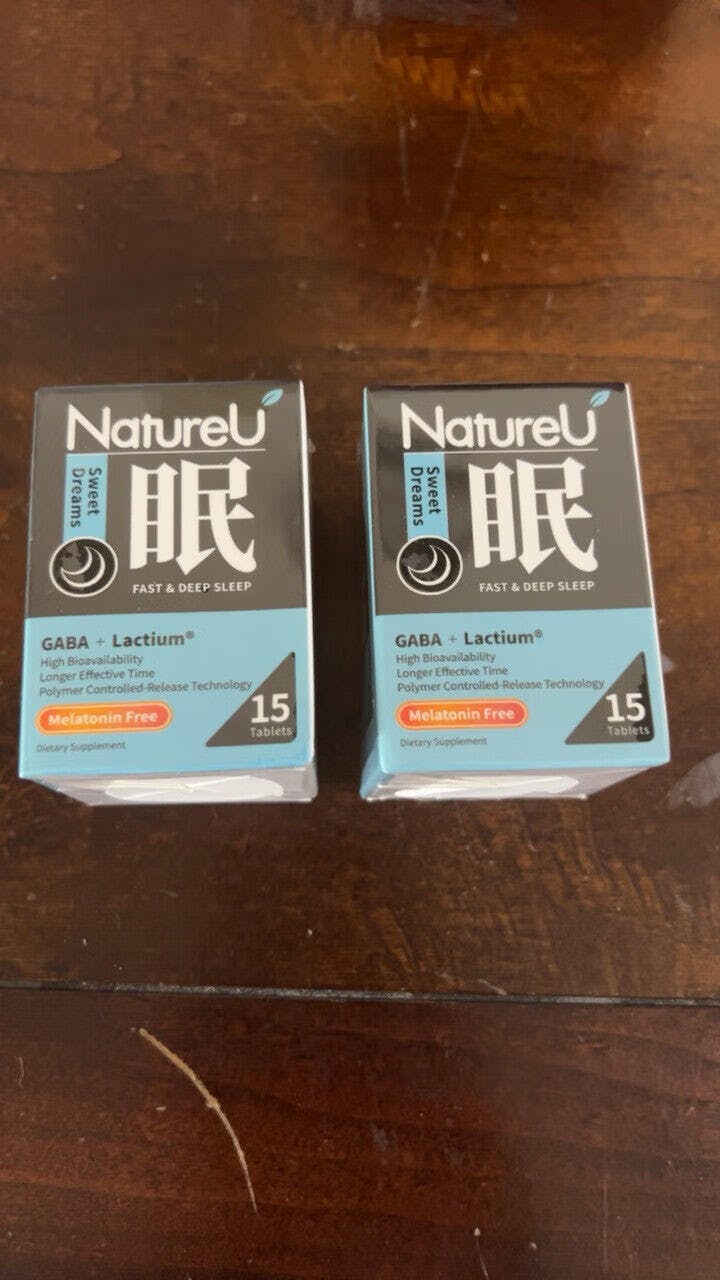 NatureU
Sweet
Dreams
眠
FAST & DEEP SLEEP
GABA + Lactium®
High Bioavailability
Longer Effective Time
Polymer Controlled-Release Technology
Melatonin Free
15
Tablets
Dietary Supplement
NatureU
Sweet
Dreams
眠
FAST & DEEP SLEEP
GABA + Lactium®
High Bioavailability
Longer Effective Time
Polymer Controlled-Release Technology
Melatonin Free
15
Tablets
Dietary Supplement